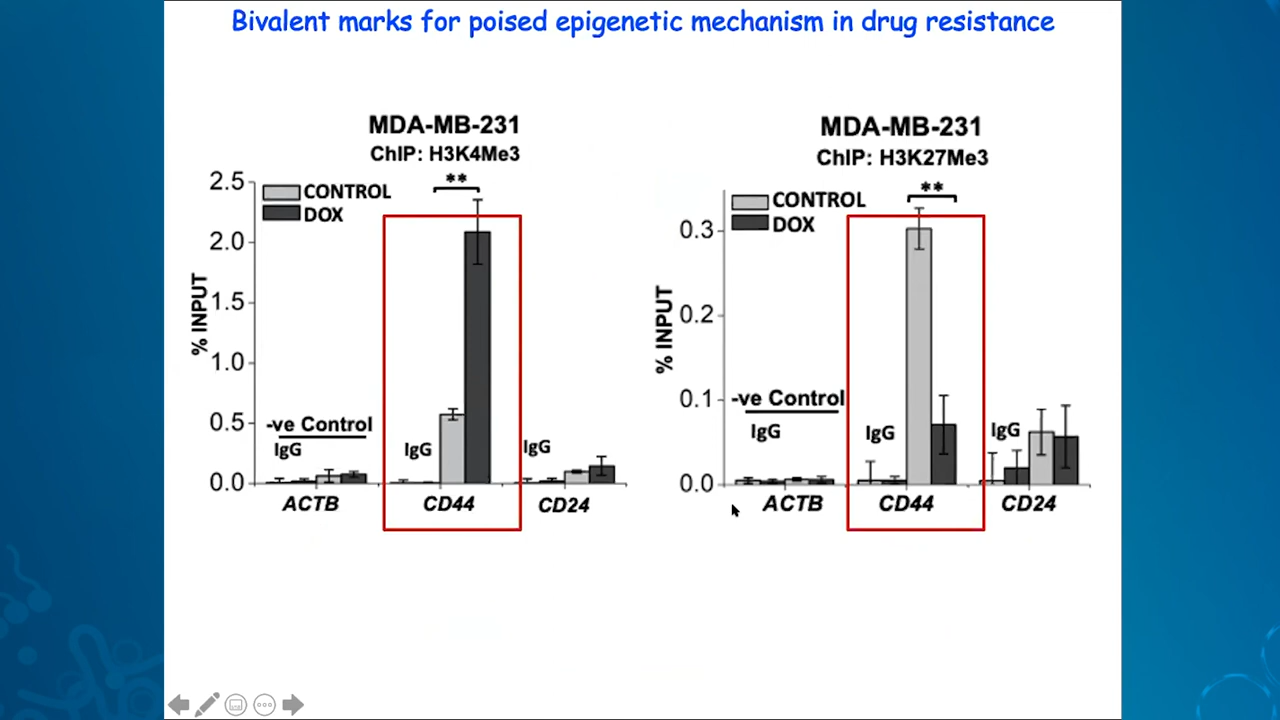 Bivalent marks for poised epigenetic mechanism in drug resistance
MDA-MB-231
ChIP: H3K4Me3
2.5
2.0
1.5
1.0
0.5
0.0
% INPUT
CONTROL
DOX
**
-ve Control
IgG
IgG
IgG
ACTB
CD44
CD24
MDA-MB-231
ChIP: H3K27Me3
0.3
0.2
0.1
0.0
% INPUT
CONTROL
DOX
**
-ve Control
IgG
IgG
IgG
ACTB
CD44
CD24